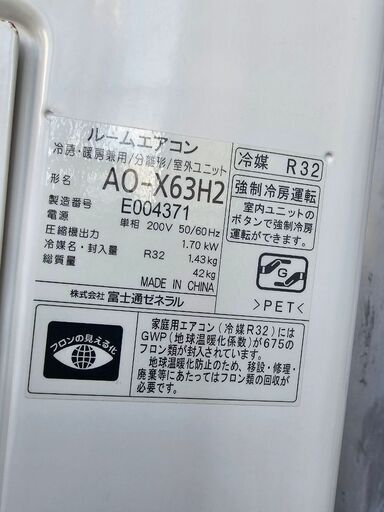 ルームエアコン
冷房・暖房兼用/分離形/室外ユニット
形名 AO-X63H2
製造番号 E004371
電源 単相 200V 50/60Hz
圧縮機出力 1.70 kW
冷媒名・封入量 R32 1.43kg
総質量 42kg
MADE IN CHINA
株式会社 富士通ゼネラル
冷媒 R32
強制冷房運転
室内ユニットの
ボタンで強制冷房
運転ができます。
G
>PET<
フロンの見える化
家庭用エアコン（冷媒R32）には
GWP（地球温暖化係数）が675の
フロン類が封入されています。
地球温暖化防止のため、移設・修理・
廃棄等にあたってはフロン類の回収が
必要です。